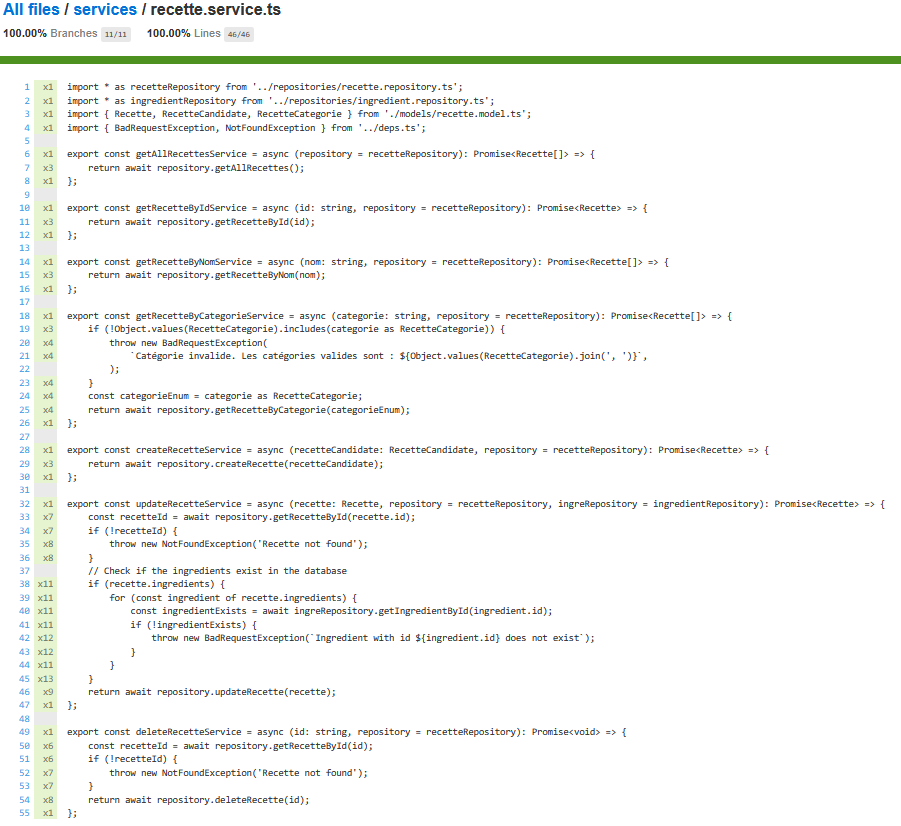 All files / services / recette.service.ts
100.00% Branches 11/11 100.00% Lines 46/46
1 x1 import * as recetteRepository from '../repositories/recette.repository.ts';
2 x1 import * as ingredientRepository from '../repositories/ingredient.repository.ts';
3 x1 import { Recette, RecetteCandidate, RecetteCategorie } from './models/recette.model.ts';
4 x1 import { BadRequestException, NotFoundException } from '../deps.ts';
5
6 x1 export const getAllRecettesService = async (repository = recetteRepository): Promise<Recette[]> => {
7 x3     return await repository.getAllRecettes();
8 x1 };
9
10 x1 export const getRecetteByIdService = async (id: string, repository = recetteRepository): Promise<Recette> => {
11 x3     return await repository.getRecetteById(id);
12 x1 };
13
14 x1 export const getRecetteByNomService = async (nom: string, repository = recetteRepository): Promise<Recette[]> => {
15 x3     return await repository.getRecetteByNom(nom);
16 x1 };
17
18 x1 export const getRecetteByCategorieService = async (categorie: string, repository = recetteRepository): Promise<Recette[]> => {
19 x3     if (!Object.values(RecetteCategorie).includes(categorie as RecetteCategorie)) {
20 x4         throw new BadRequestException(
21 x4             `Catégorie invalide. Les catégories valides sont : ${Object.values(RecetteCategorie).join(', ')}`,
22         );
23 x4     }
24 x4     const categorieEnum = categorie as RecetteCategorie;
25 x4     return await repository.getRecetteByCategorie(categorieEnum);
26 x1 };
27
28 x1 export const createRecetteService = async (recetteCandidate: RecetteCandidate, repository = recetteRepository): Promise<Recette> => {
29 x3     return await repository.createRecette(recetteCandidate);
30 x1 };
31
32 x1 export const updateRecetteService = async (recette: Recette, repository = recetteRepository, ingreRepository = ingredientRepository): Promise<Recette> => {
33 x7     const recetteId = await repository.getRecetteById(recette.id);
34 x7     if (!recetteId) {
35 x8         throw new NotFoundException('Recette not found');
36 x8     }
37     // Check if the ingredients exist in the database
38 x11     if (recette.ingredients) {
39 x11         for (const ingredient of recette.ingredients) {
40 x11             const ingredientExists = await ingreRepository.getIngredientById(ingredient.id);
41 x11             if (!ingredientExists) {
42 x12                 throw new BadRequestException(`Ingredient with id ${ingredient.id} does not exist`);
43 x12             }
44 x11         }
45 x13     }
46 x9     return await repository.updateRecette(recette);
47 x1 };
48
49 x1 export const deleteRecetteService = async (id: string, repository = recetteRepository): Promise<void> => {
50 x6     const recetteId = await repository.getRecetteById(id);
51 x6     if (!recetteId) {
52 x7         throw new NotFoundException('Recette not found');
53 x7     }
54 x8     return await repository.deleteRecette(id);
55 x1 };